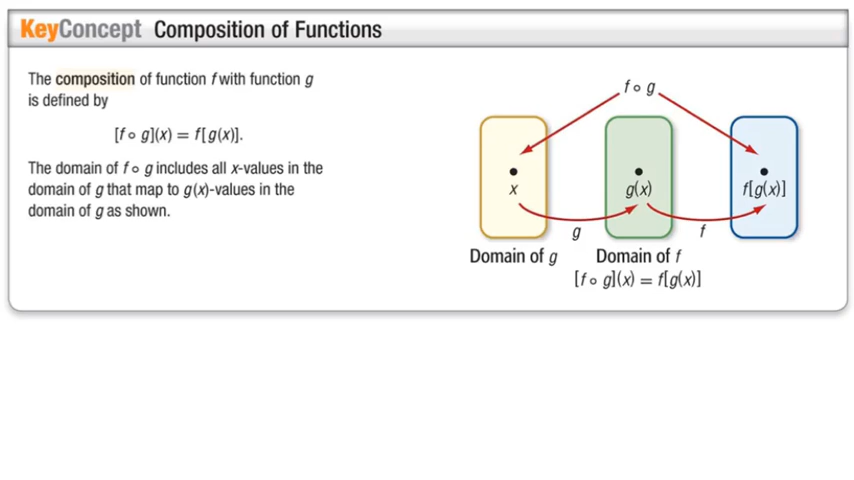 KeyConcept Composition of Functions
The composition of function f with function g
is defined by
[f ∘ g](x) = f[g(x)].
The domain of f ∘ g includes all x-values in the
domain of g that map to g(x)-values in the
domain of g as shown.
f ∘ g
x
g(x)
f[g(x)]
g
f
Domain of g
Domain of f
[f ∘ g](x) = f[g(x)]